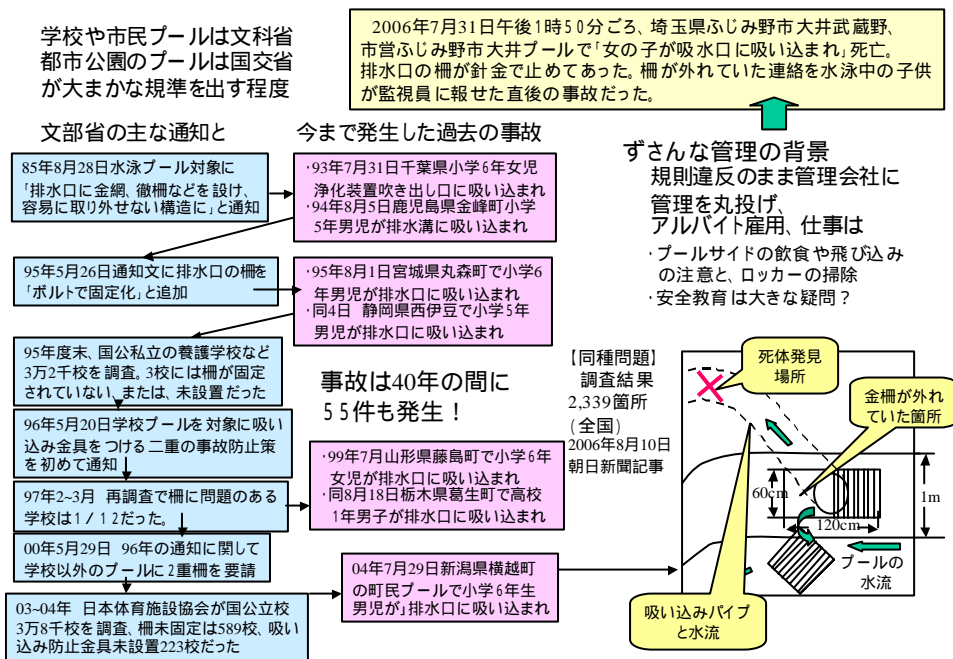 学校や市民プールは文科省
都市公園のプールは国交省
が大まかな規準を出す程度
2006年7月31日午後1時50分ごろ、埼玉県ふじみ野市大井武蔵野、
市営ふじみ野市大井プールで「女の子が吸水口に吸い込まれ」死亡。
排水口の柵が針金で止めてあった。柵が外れていた連絡を水泳中の子供
が監視員に報せた直後の事故だった。
文部省の主な通知と
今まで発生した過去の事故
85年8月28日水泳プール対象に
「排水口に金網、徹柵などを設け、
容易に取り外せない構造に」と通知
・93年7月31日千葉県小学6年女児
浄化装置吹き出し口に吸い込まれ
・94年8月5日鹿児島県金峰町小学
5年男児が排水溝に吸い込まれ
95年5月26日通知文に排水口の柵を
「ボルトで固定化」と追加
・95年8月1日宮城県丸森町で小学6
年男児が排水口に吸い込まれ
・同4日 静岡県西伊豆で小学5年
男児が排水口に吸い込まれ
95年度末、国公私立の養護学校など
3万2千校を調査。3校には柵が固定
されていない、または、未設置だった
事故は40年の間に
55件も発生！
96年5月20日学校プールを対象に吸い
込み金具をつける二重の事故防止策
を初めて通知
97年2~3月 再調査で柵に問題のある
学校は1/12だった。
・99年7月山形県藤島町で小学6年
女児が排水口に吸い込まれ
・同8月18日栃木県葛生町で高校
1年男子が排水口に吸い込まれ
00年5月29日 96年の通知に関して
学校以外のプールに2重柵を要請
03~04年 日本体育施設協会が国公立校
3万8千校を調査、柵未固定は589校、吸い
込み防止金具未設置223校だった
04年7月29日新潟県横越町
の町民プールで小学6年生
男児が」排水口に吸い込まれ
ずさんな管理の背景
規則違反のまま管理会社に
管理を丸投げ、
アルバイト雇用、仕事は
・プールサイドの飲食や飛び込み
の注意と、ロッカーの掃除
・安全教育は大きな疑問？
【同種問題】
調査結果
2,339箇所
(全国)
2006年8月10日
朝日新聞記事
死体発見
場所
金柵が外れ
ていた箇所
60cm
120cm
1m
プールの
水流
吸い込みパイプ
と水流